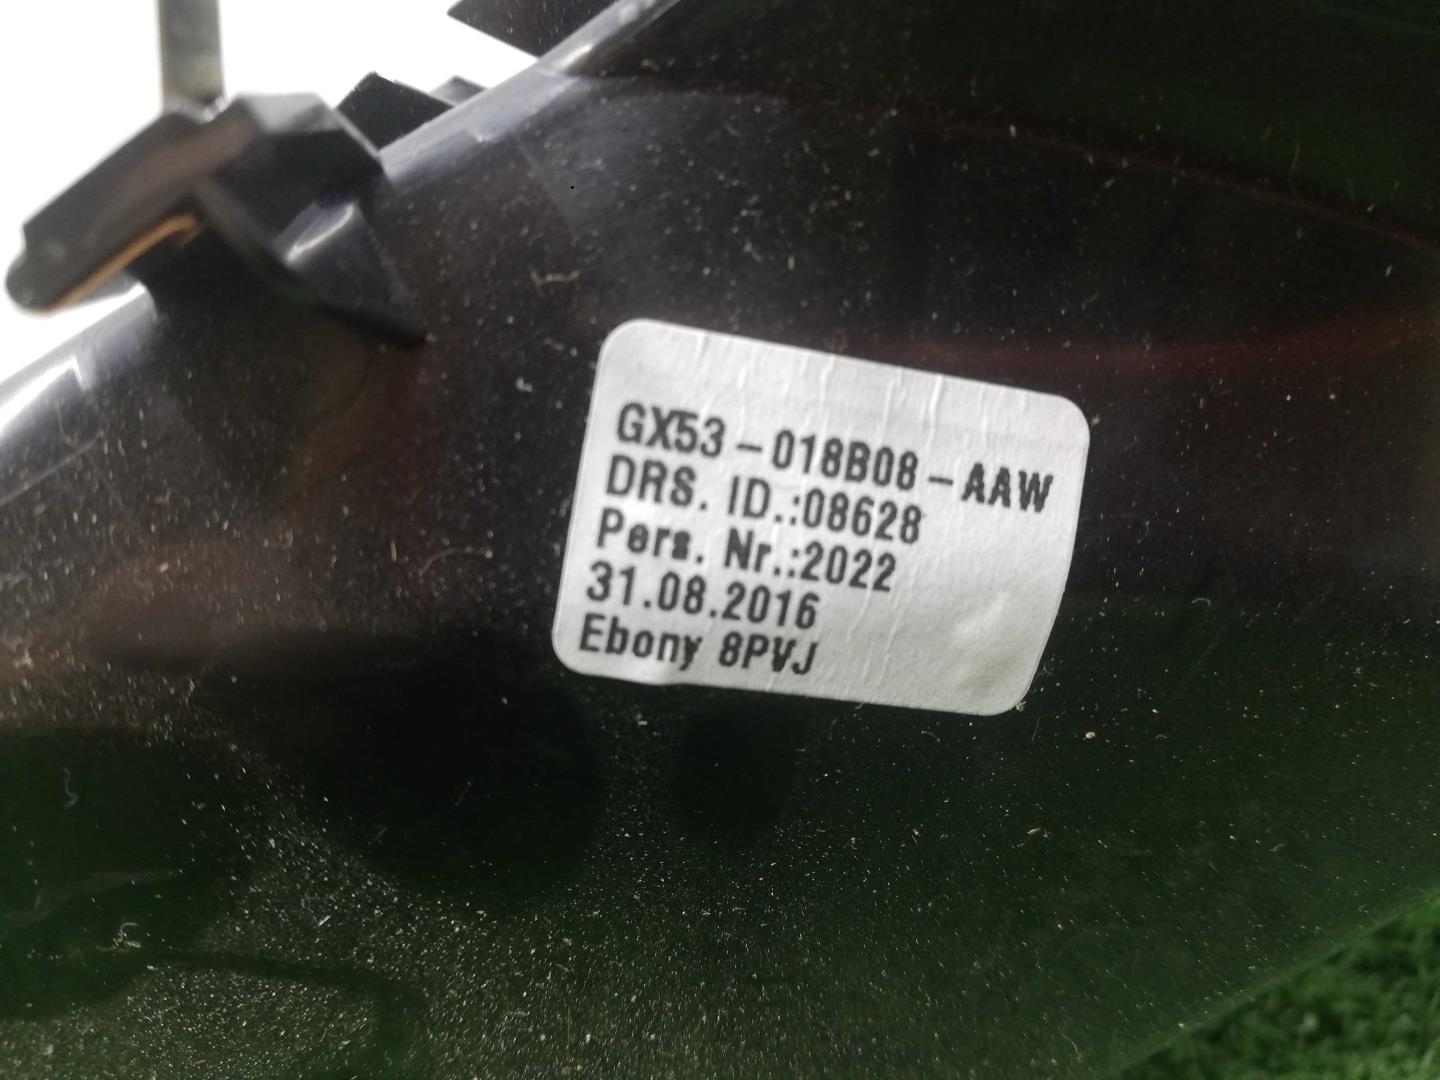 GX53-018B08-AAW
DRS. ID.:08628
Pers. Nr.:2022
31.08.2016
Ebony 8PVJ